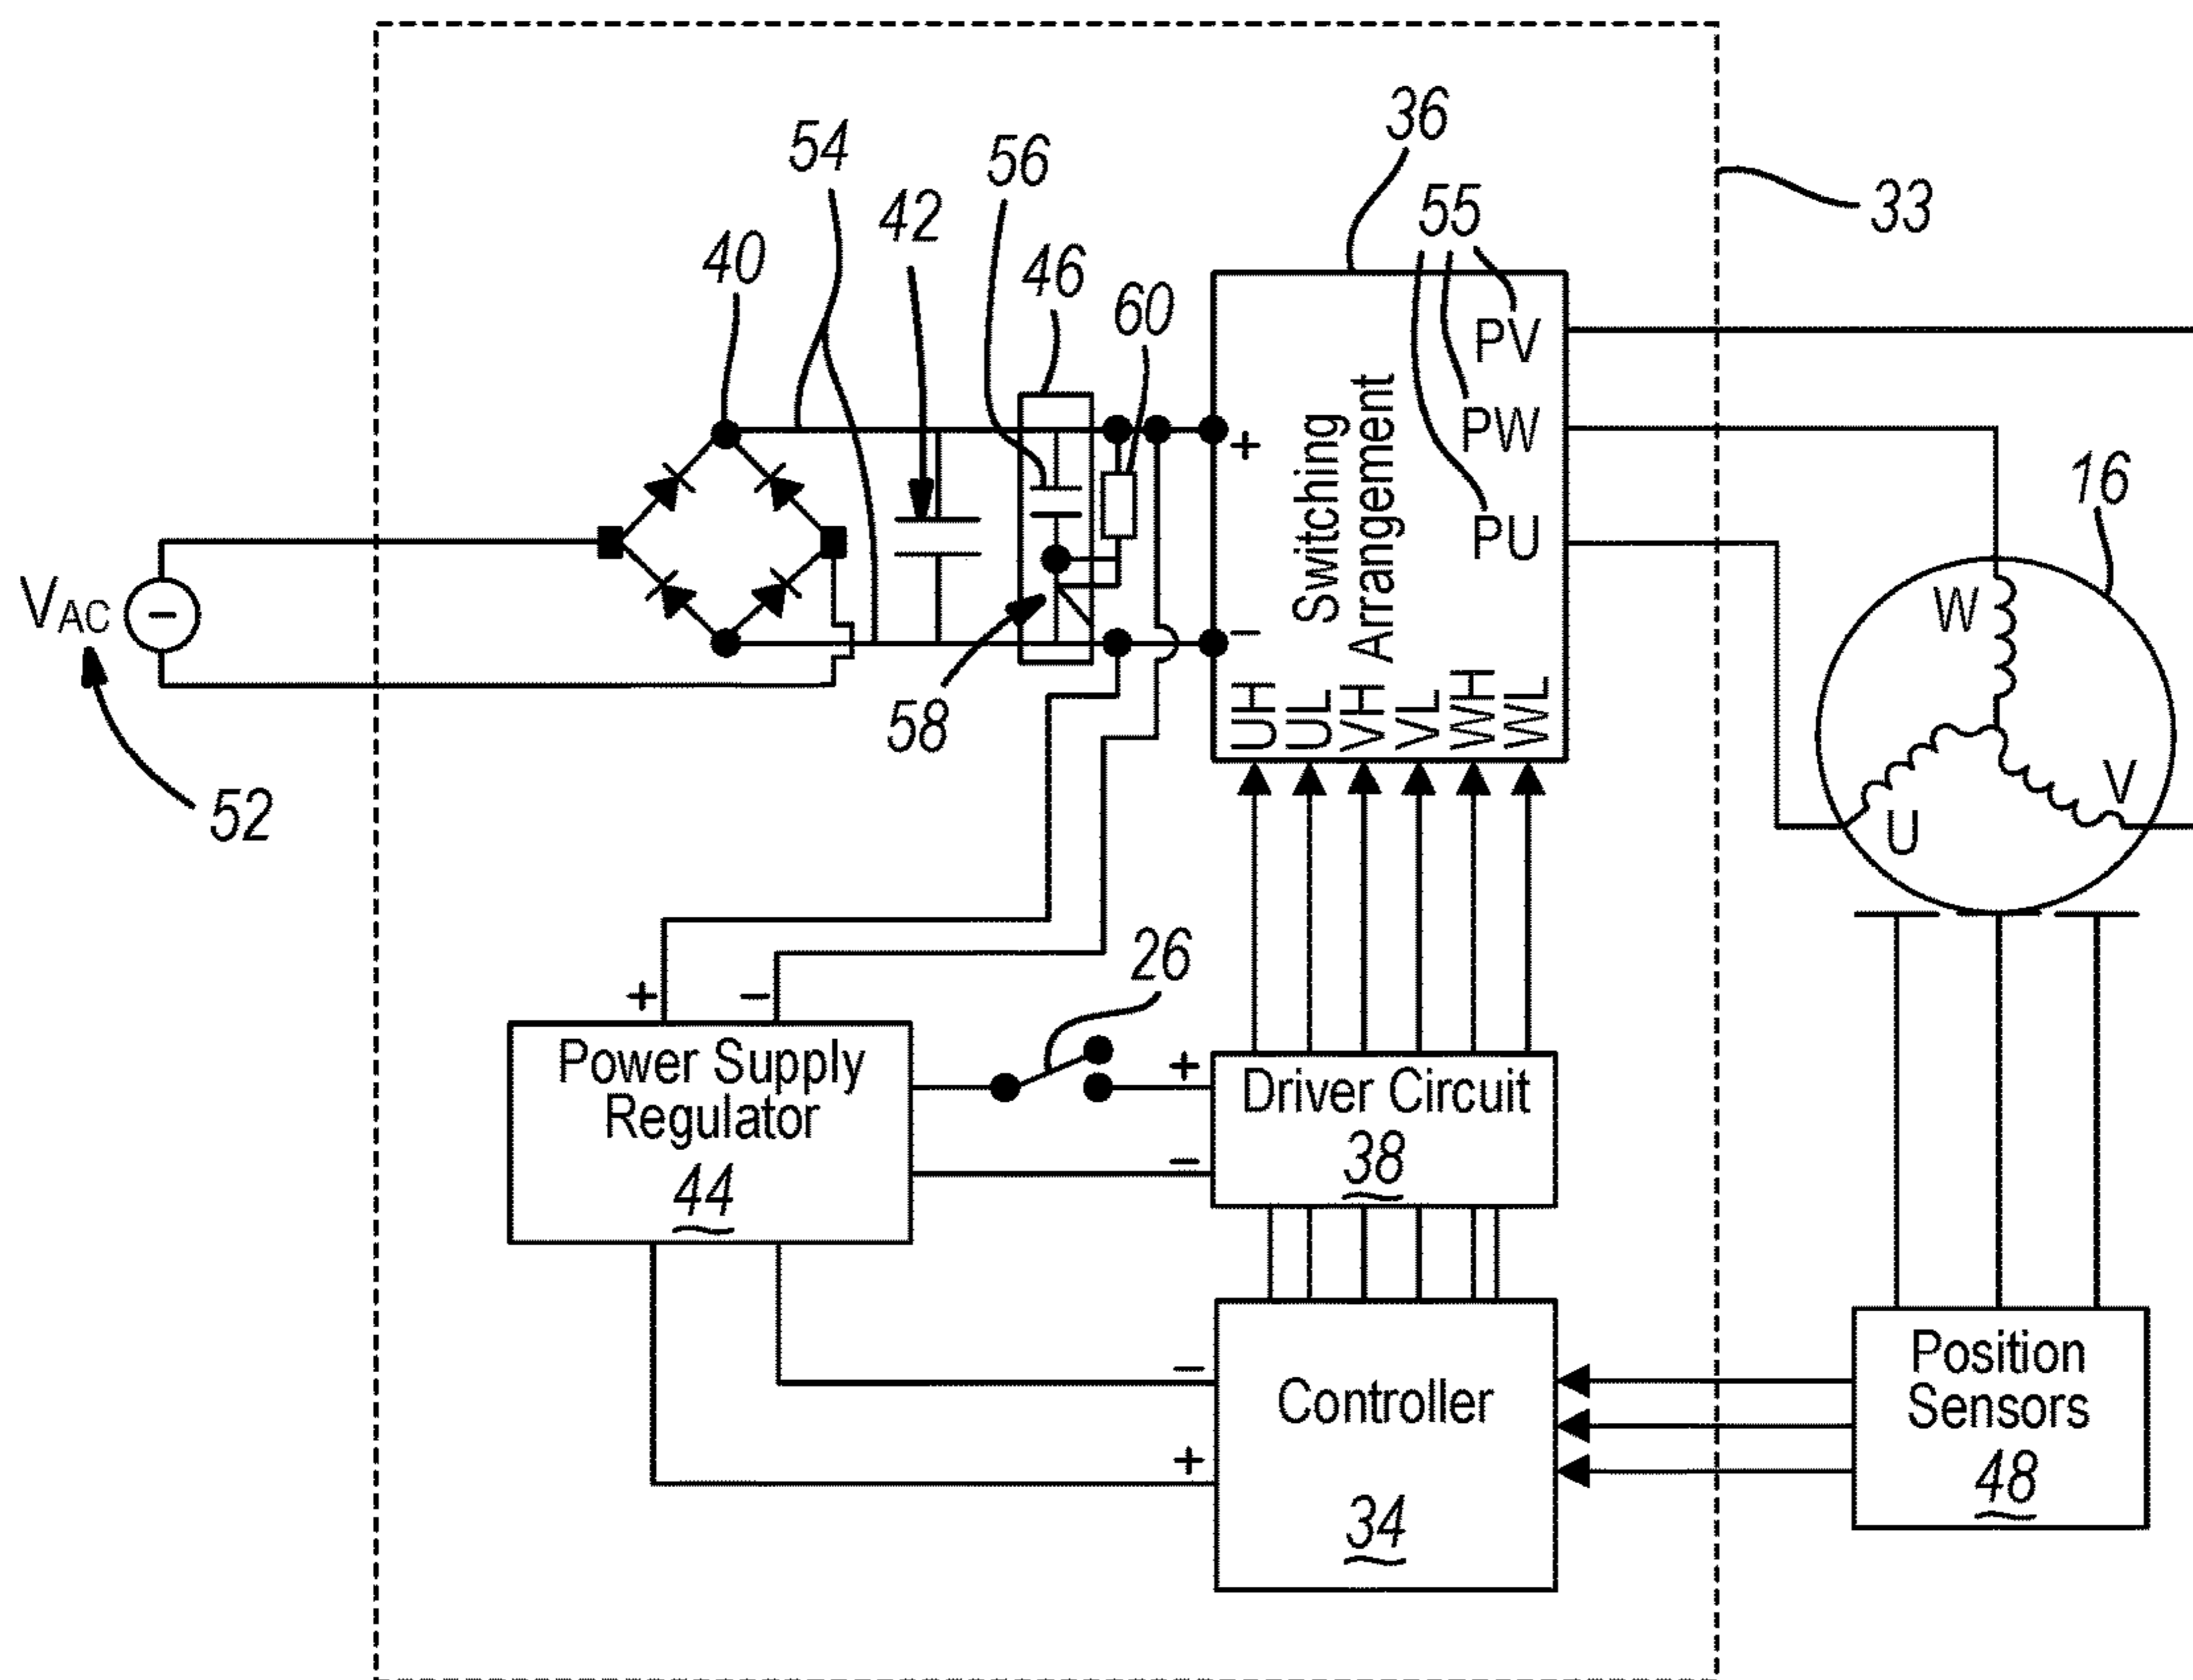 36
54
56
33
55
42
40
46
60
PV
PW
PU
+
−
Switching
Arrangement
16
W
V
U
VAC
52
58
UH
UL
VH
VL
WH
WL
26
+
−
Power Supply
Regulator
44
+
−
Driver Circuit
38
−
+
Controller
34
Position
Sensors
48